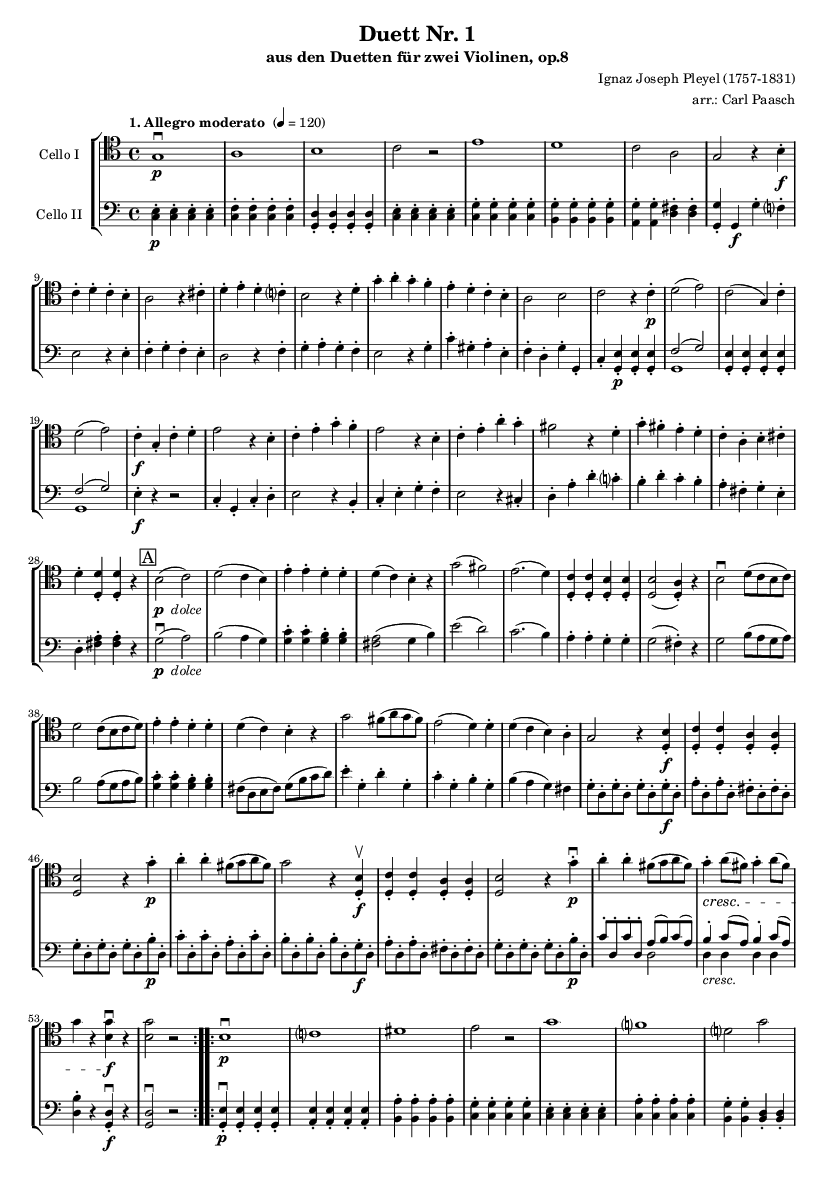 Duett Nr. 1
aus den Duetten für zwei Violinen, op.8
Ignaz Joseph Pleyel (1757-1831)
arr.: Carl Paasch
1. Allegro moderato (♩ = 120)
Cello I
p
f
Cello II
p
f
9
p
p
19
f
f
28
A
p dolce
p dolce
38
f
f
46
p
f
p
cresc.
p
f
p
cresc.
53
f
p
f
p